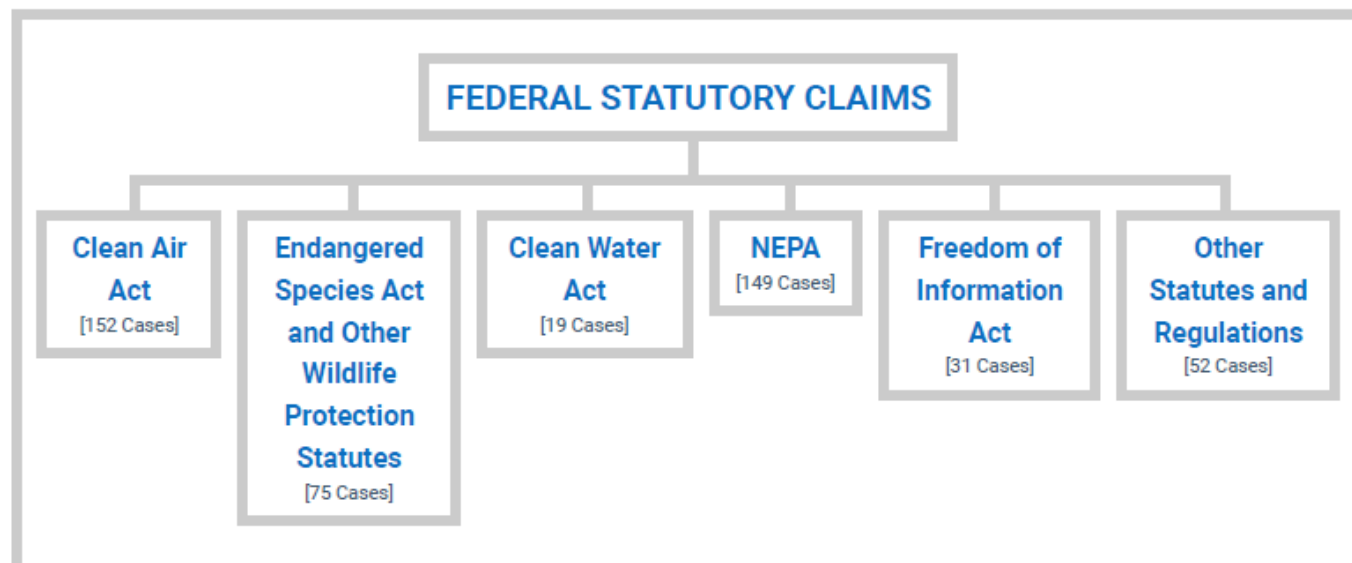 FEDERAL STATUTORY CLAIMS
Clean Air
Act
[152 Cases]
Endangered
Species Act
and Other
Wildlife
Protection
Statutes
[75 Cases]
Clean Water
Act
[19 Cases]
NEPA
[149 Cases]
Freedom of
Information
Act
[31 Cases]
Other
Statutes and
Regulations
[52 Cases]